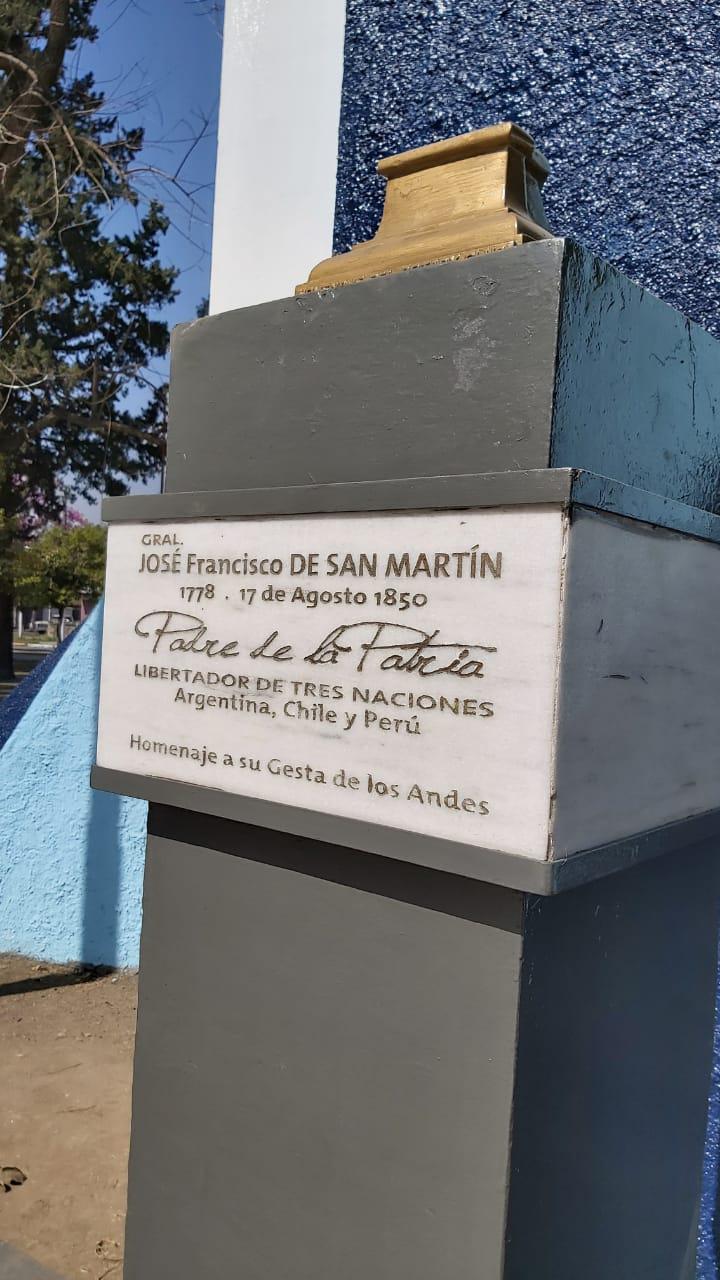 GRAL.
JOSÉ Francisco DE SAN MARTÍN
1778 . 17 de Agosto 1850
Padre de la Patria
LIBERTADOR DE TRES NACIONES
Argentina, Chile y Perú
Homenaje a su Gesta de los Andes